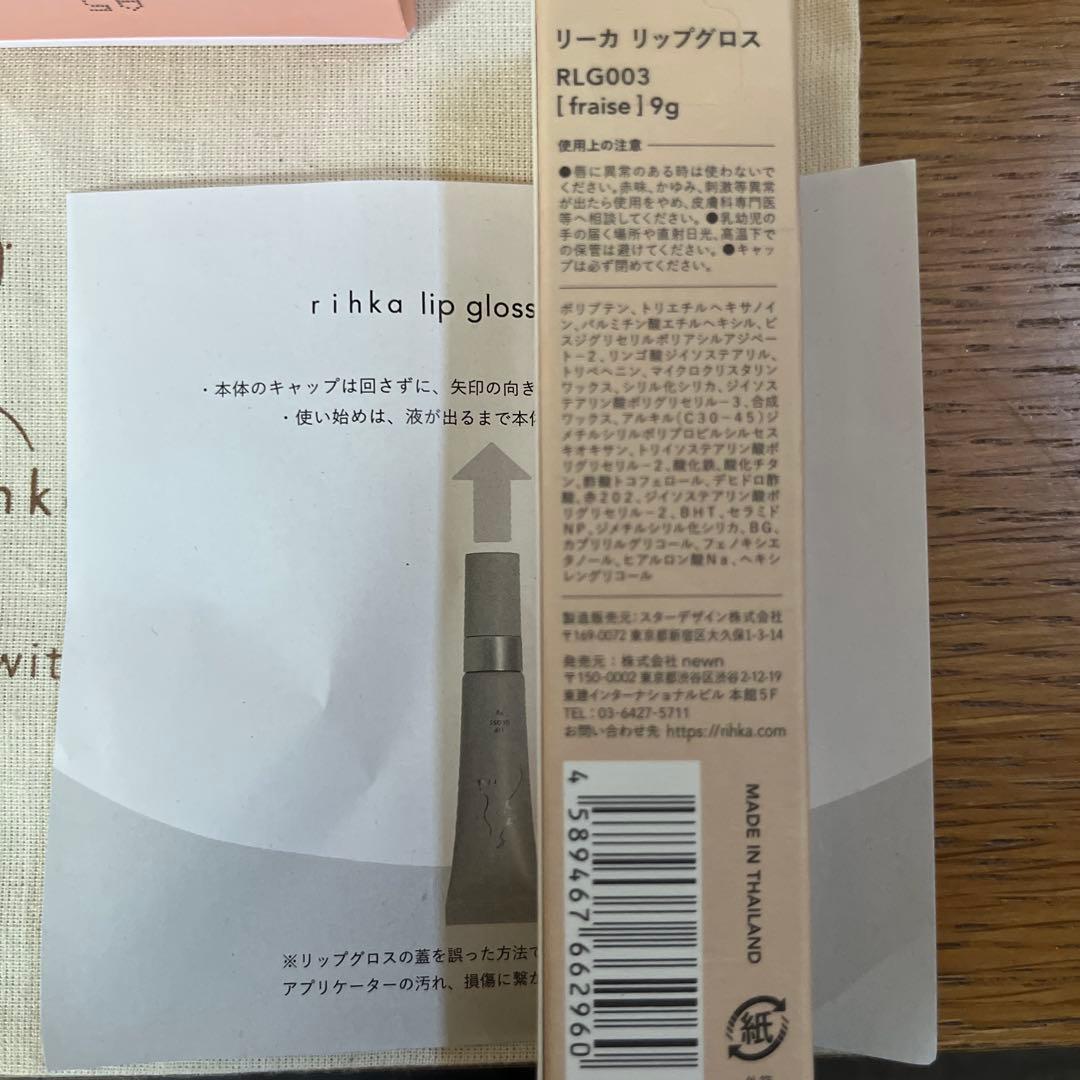 リーカ リップグロス
RLG003
[ fraise ] 9g
使用上の注意
●唇に異常のある時は使わないで
ください。赤味、かゆみ、刺激等異常
が出たら使用をやめ、皮膚科専門医
等へ相談してください。●乳幼児の
手の届く場所や直射日光、高温下で
の保管は避けてください。●キャッ
プは必ず閉めてください。
ポリブテン、トリエチルヘキサノイ
ン、パルミチン酸エチルヘキシル、ビ
スジグリセリルポリアシルアジペー
ト-2、リンゴ酸ジイソステアリル、
トリベヘニン、マイクロクリスタリン
ワックス、シリル化シリカ、ジイソス
テアリン酸ポリグリセリル-3、合成
ワックス、アルキル(C30-45)ジ
メチルシリルポリプロピルシルセス
キオキサン、トリイソステアリン酸ポ
リグリセリル-2、酸化鉄、酸化チタ
ン、酢酸トコフェロール、デヒドロ酢
酸、赤202、ジイソステアリン酸ポ
リグリセリル-2、BHT、セラミド
NP、ジメチルシリル化シリカ、BG、
カプリリルグリコール、フェノキシエ
タノール、ヒアルロン酸Na、ヘキシ
レングリコール
製造販売元:スターデザイン株式会社
〒169-0072 東京都新宿区大久保1-3-14
発売元:株式会社 newn
〒150-0002 東京都渋谷区渋谷2-12-19
東建インターナショナルビル 本館5F
TEL:03-6427-5711
お問い合わせ先 https://rihka.com
4 589467 662960
MADE IN THAILAND
紙
rihka lip gloss
・本体のキャップは回さずに、矢印の向き
・使い始めは、液が出るまで本体
※リップグロスの蓋を誤った方法で
アプリケーターの汚れ、損傷に繋が
hk
wit